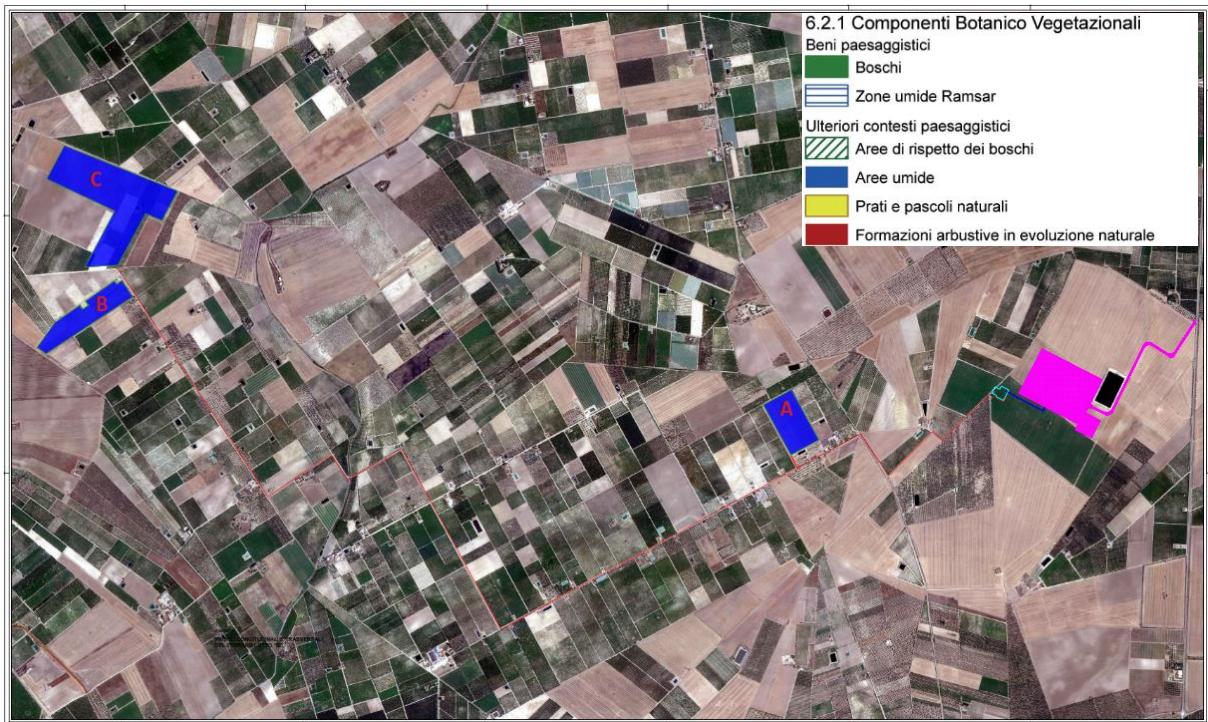 6.2.1 Componenti Botanico Vegetazionali
Beni paesaggistici
Boschi
Zone umide Ramsar
Ulteriori contesti paesaggistici
Aree di rispetto dei boschi
Aree umide
Prati e pascoli naturali
Formazioni arbustive in evoluzione naturale
C
B
A